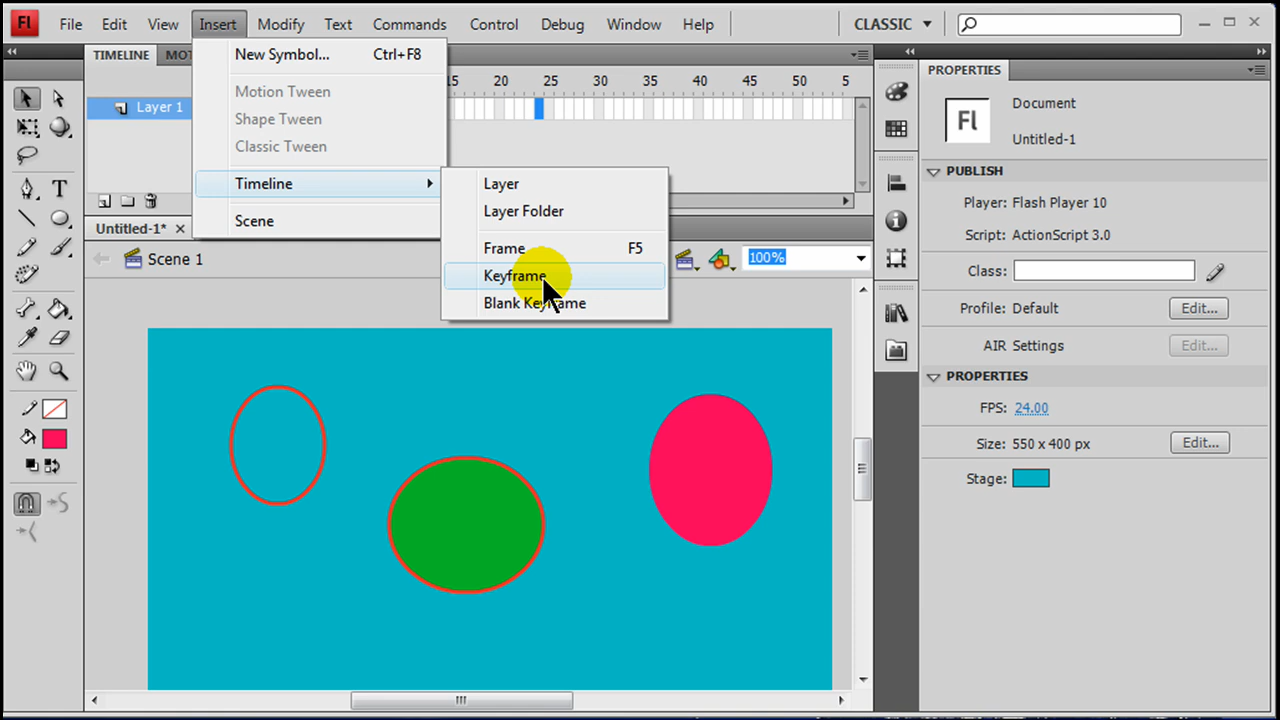 Fl File Edit View Insert Modify Text Commands Control Debug Window Help CLASSIC
TIMELINE MOT
New Symbol... Ctrl+F8
Motion Tween
Shape Tween
Classic Tween
Timeline
Scene
15 20 25 30 35 40 45 50 5
Layer 1
Layer
Layer Folder
Frame F5
Keyframe
Blank Keyframe
Untitled-1*
Scene 1
100%
PROPERTIES
Fl
Document
Untitled-1
PUBLISH
Player: Flash Player 10
Script: ActionScript 3.0
Class:
Profile: Default Edit...
AIR Settings Edit...
PROPERTIES
FPS: 24.00
Size: 550 x 400 px Edit...
Stage: